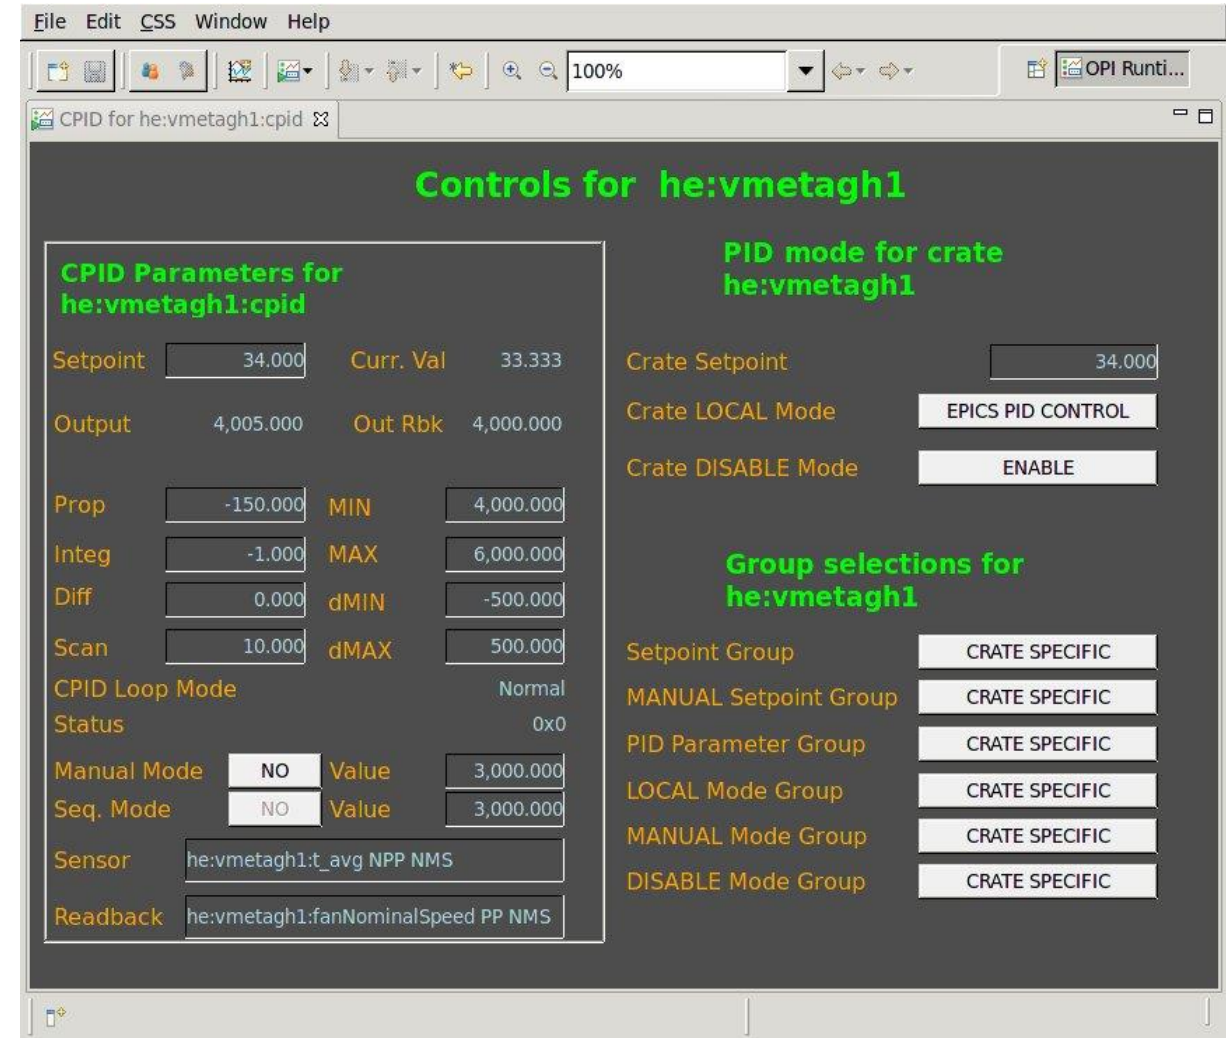 File Edit CSS Window Help
100%
OPI Runti...
CPID for he:vmetagh1:cpid
Controls for he:vmetagh1
CPID Parameters for
he:vmetagh1:cpid
Setpoint 34.000 Curr. Val 33.333
Output 4,005.000 Out Rbk 4,000.000
Prop -150.000 MIN 4,000.000
Integ -1.000 MAX 6,000.000
Diff 0.000 dMIN -500.000
Scan 10.000 dMAX 500.000
CPID Loop Mode Normal
Status 0x0
Manual Mode NO Value 3,000.000
Seq. Mode NO Value 3,000.000
Sensor he:vmetagh1:t_avg NPP NMS
Readback he:vmetagh1:fanNominalSpeed PP NMS
PID mode for crate
he:vmetagh1
Crate Setpoint 34.000
Crate LOCAL Mode EPICS PID CONTROL
Crate DISABLE Mode ENABLE
Group selections for
he:vmetagh1
Setpoint Group CRATE SPECIFIC
MANUAL Setpoint Group CRATE SPECIFIC
PID Parameter Group CRATE SPECIFIC
LOCAL Mode Group CRATE SPECIFIC
MANUAL Mode Group CRATE SPECIFIC
DISABLE Mode Group CRATE SPECIFIC